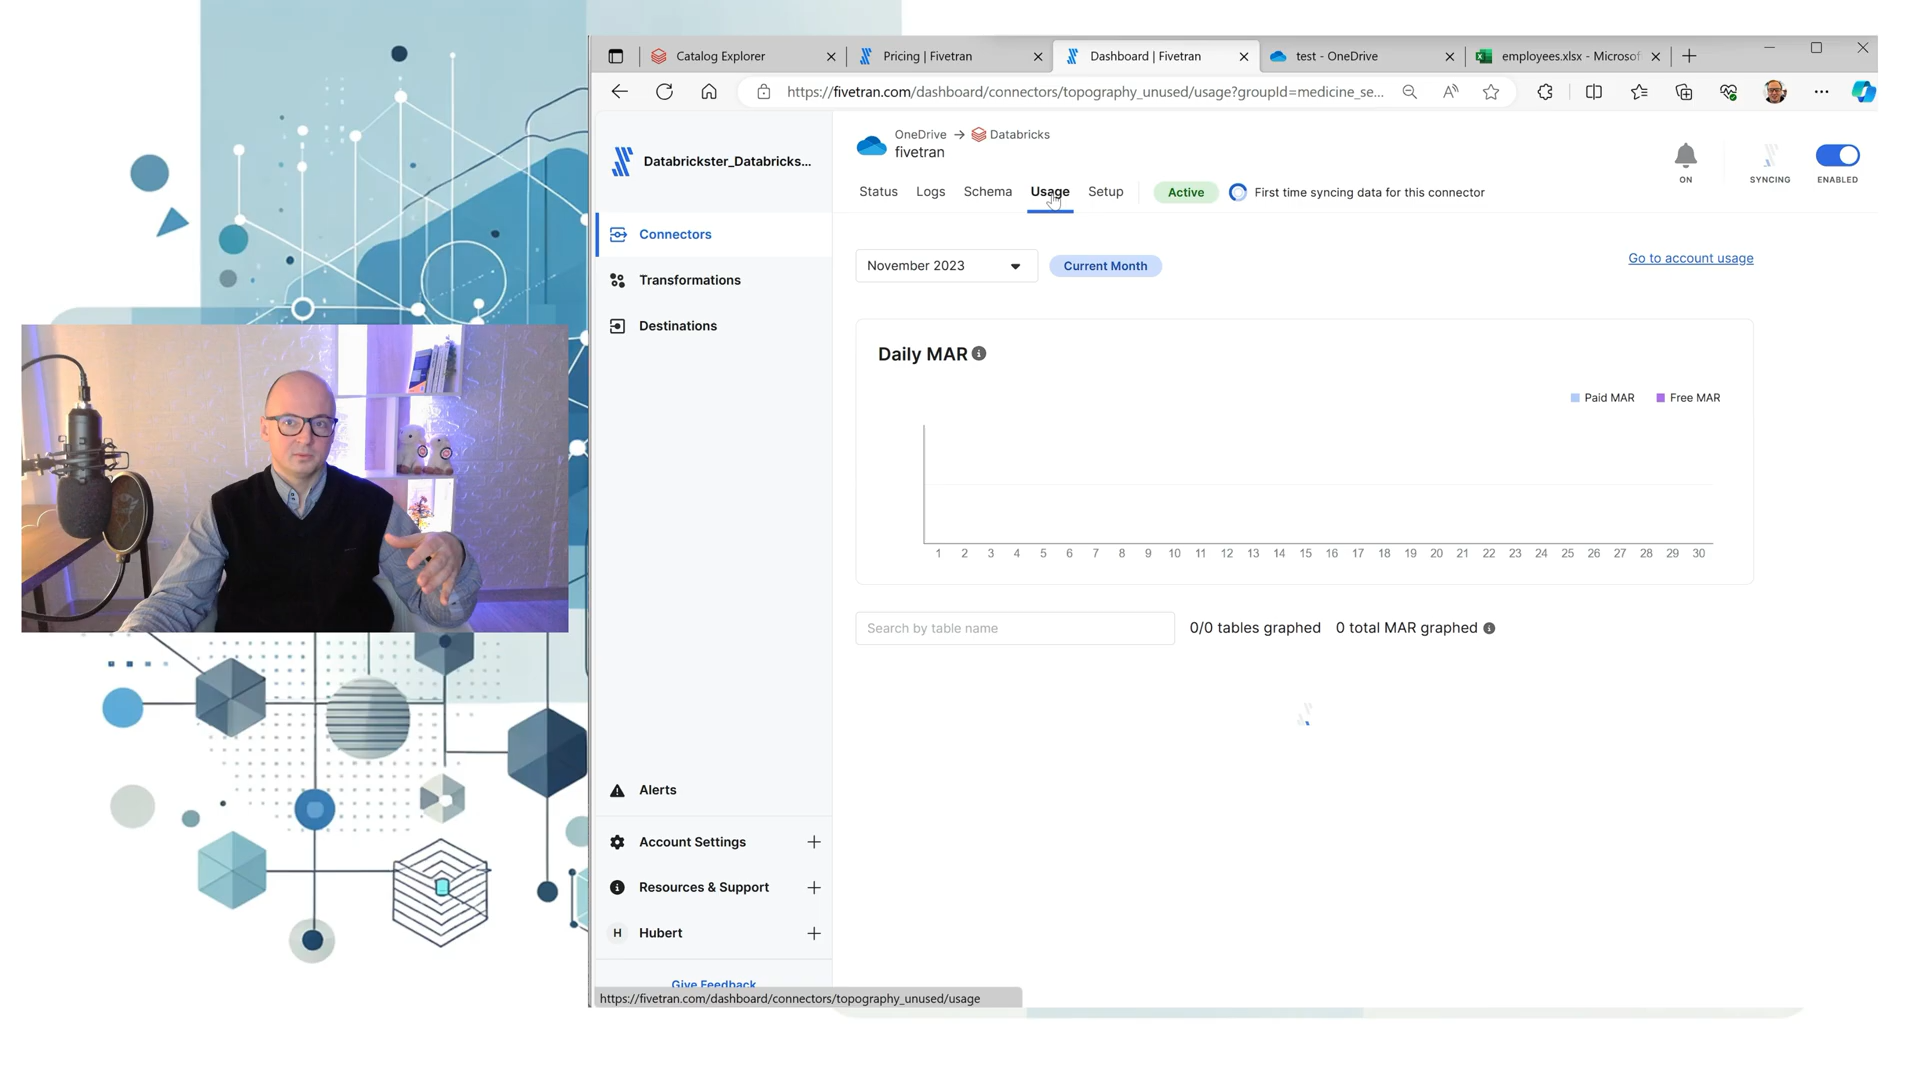 Catalog Explorer
Pricing | Fivetran
Dashboard | Fivetran
test - OneDrive
employees.xlsx - Microsof
https://fivetran.com/dashboard/connectors/topography_unused/usage?groupId=medicine_se...
Databrickster_Databricks...
OneDrive → Databricks
fivetran
ON
SYNCING
ENABLED
Status
Logs
Schema
Usage
Setup
Active
First time syncing data for this connector
Connectors
Transformations
Destinations
November 2023
Current Month
Go to account usage
Daily MAR
Paid MAR
Free MAR
1 2 3 4 5 6 7 8 9 10 11 12 13 14 15 16 17 18 19 20 21 22 23 24 25 26 27 28 29 30
Search by table name
0/0 tables graphed
0 total MAR graphed
Alerts
Account Settings
Resources & Support
H Hubert
Give Feedback
https://fivetran.com/dashboard/connectors/topography_unused/usage